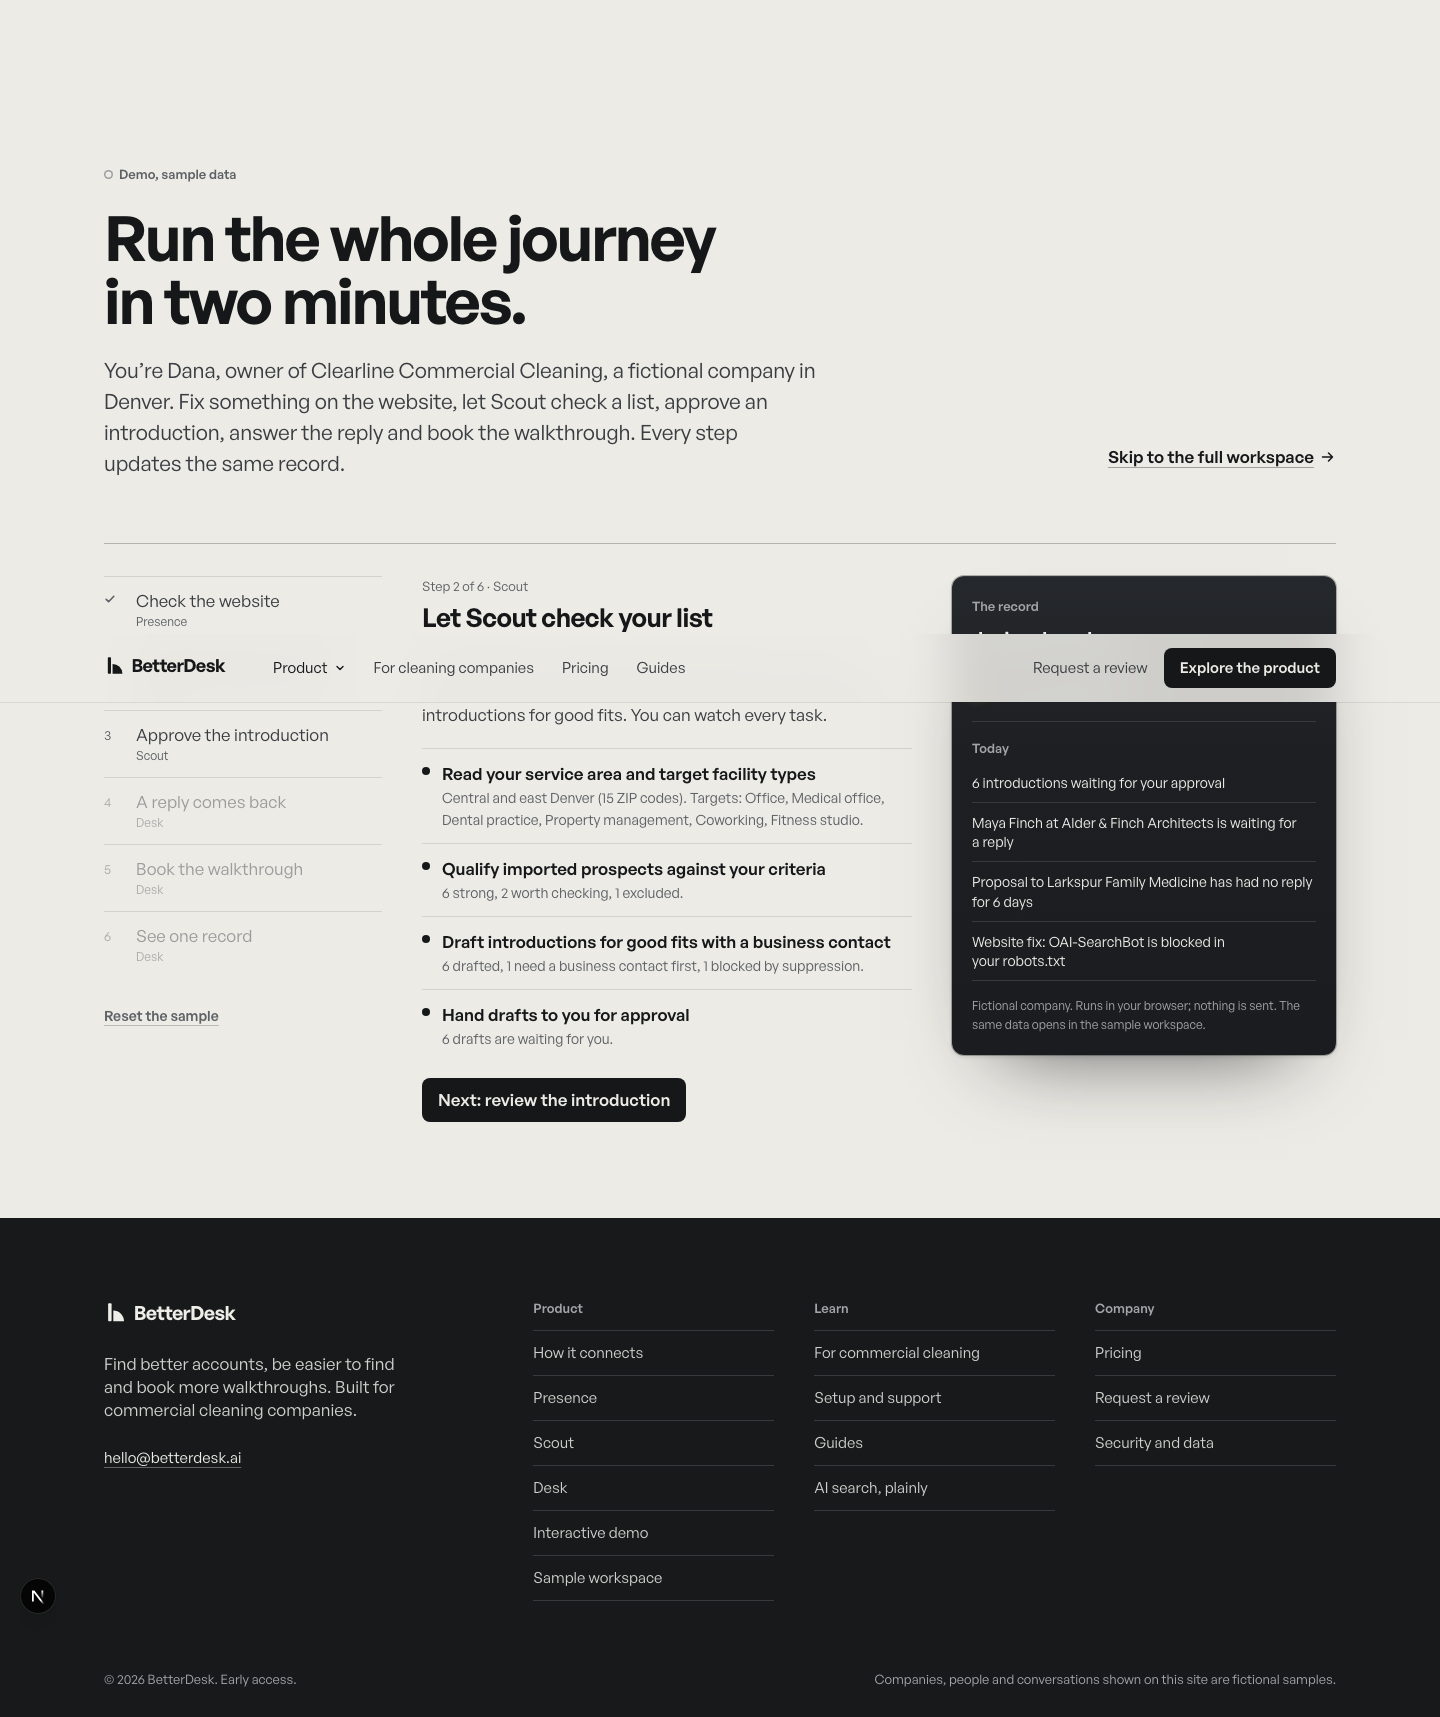 Demo, sample data
Run the whole journey
in two minutes.
You’re Dana, owner of Clearline Commercial Cleaning, a fictional company in
Denver. Fix something on the website, let Scout check a list, approve an
introduction, answer the reply and book the walkthrough. Every step
updates the same record.
Skip to the full workspace
Check the website
Presence
Step 2 of 6 · Scout
Let Scout check your list
The record
BetterDesk
Product
For cleaning companies
Pricing
Guides
Request a review
Explore the product
3
Approve the introduction
Scout
4
A reply comes back
Desk
5
Book the walkthrough
Desk
6
See one record
Desk
Reset the sample
introductions for good fits. You can watch every task.
Read your service area and target facility types
Central and east Denver (15 ZIP codes). Targets: Office, Medical office,
Dental practice, Property management, Coworking, Fitness studio.
Qualify imported prospects against your criteria
6 strong, 2 worth checking, 1 excluded.
Draft introductions for good fits with a business contact
6 drafted, 1 need a business contact first, 1 blocked by suppression.
Hand drafts to you for approval
6 drafts are waiting for you.
Next: review the introduction
Today
6 introductions waiting for your approval
Maya Finch at Alder & Finch Architects is waiting for
a reply
Proposal to Larkspur Family Medicine has had no reply
for 6 days
Website fix: OAI-SearchBot is blocked in
your robots.txt
Fictional company. Runs in your browser; nothing is sent. The
same data opens in the sample workspace.
BetterDesk
Find better accounts, be easier to find
and book more walkthroughs. Built for
commercial cleaning companies.
hello@betterdesk.ai
Product
How it connects
Presence
Scout
Desk
Interactive demo
Sample workspace
Learn
For commercial cleaning
Setup and support
Guides
AI search, plainly
Company
Pricing
Request a review
Security and data
N
© 2026 BetterDesk. Early access.
Companies, people and conversations shown on this site are fictional samples.